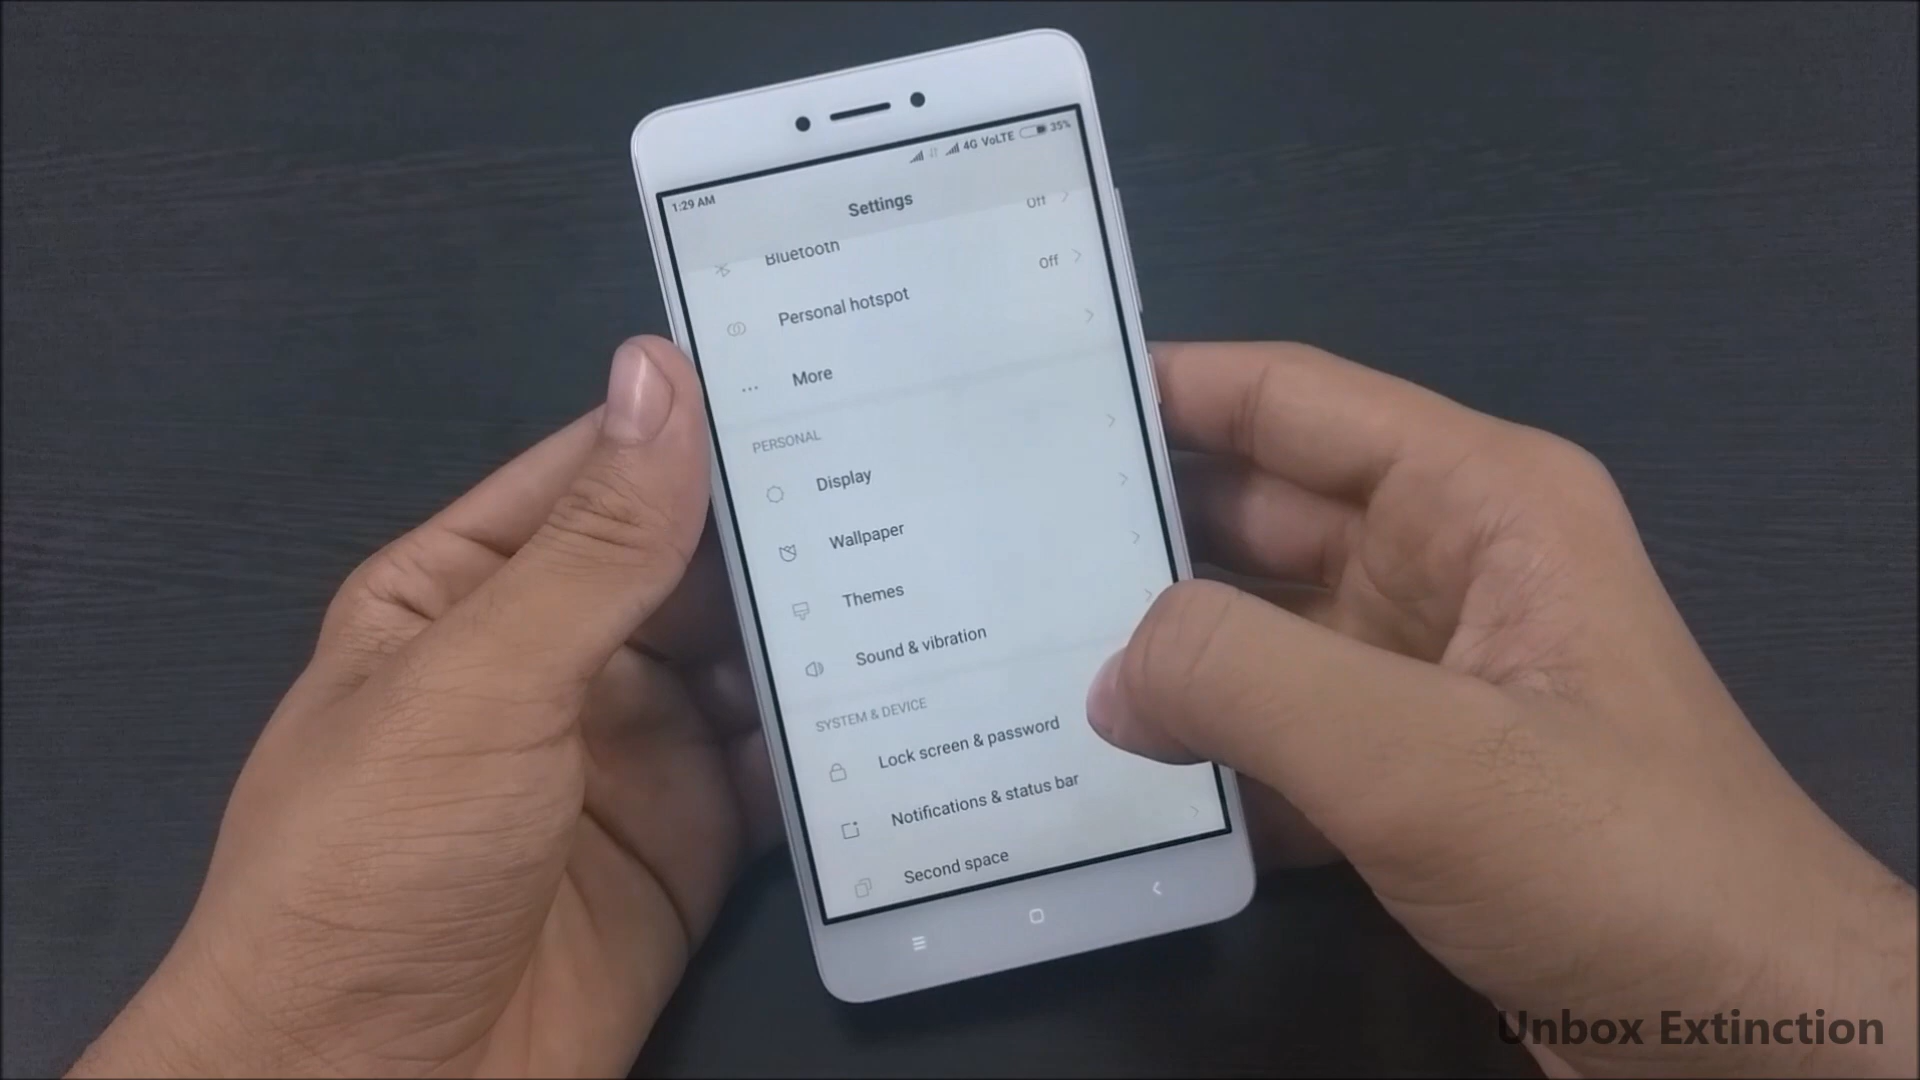 1:29 AM
4G VoLTE 35%
Settings
Bluetooth
Off
Personal hotspot
Off
More
PERSONAL
Display
Wallpaper
Themes
Sound & vibration
SYSTEM & DEVICE
Lock screen & password
Notifications & status bar
Second space
Unbox Extinction